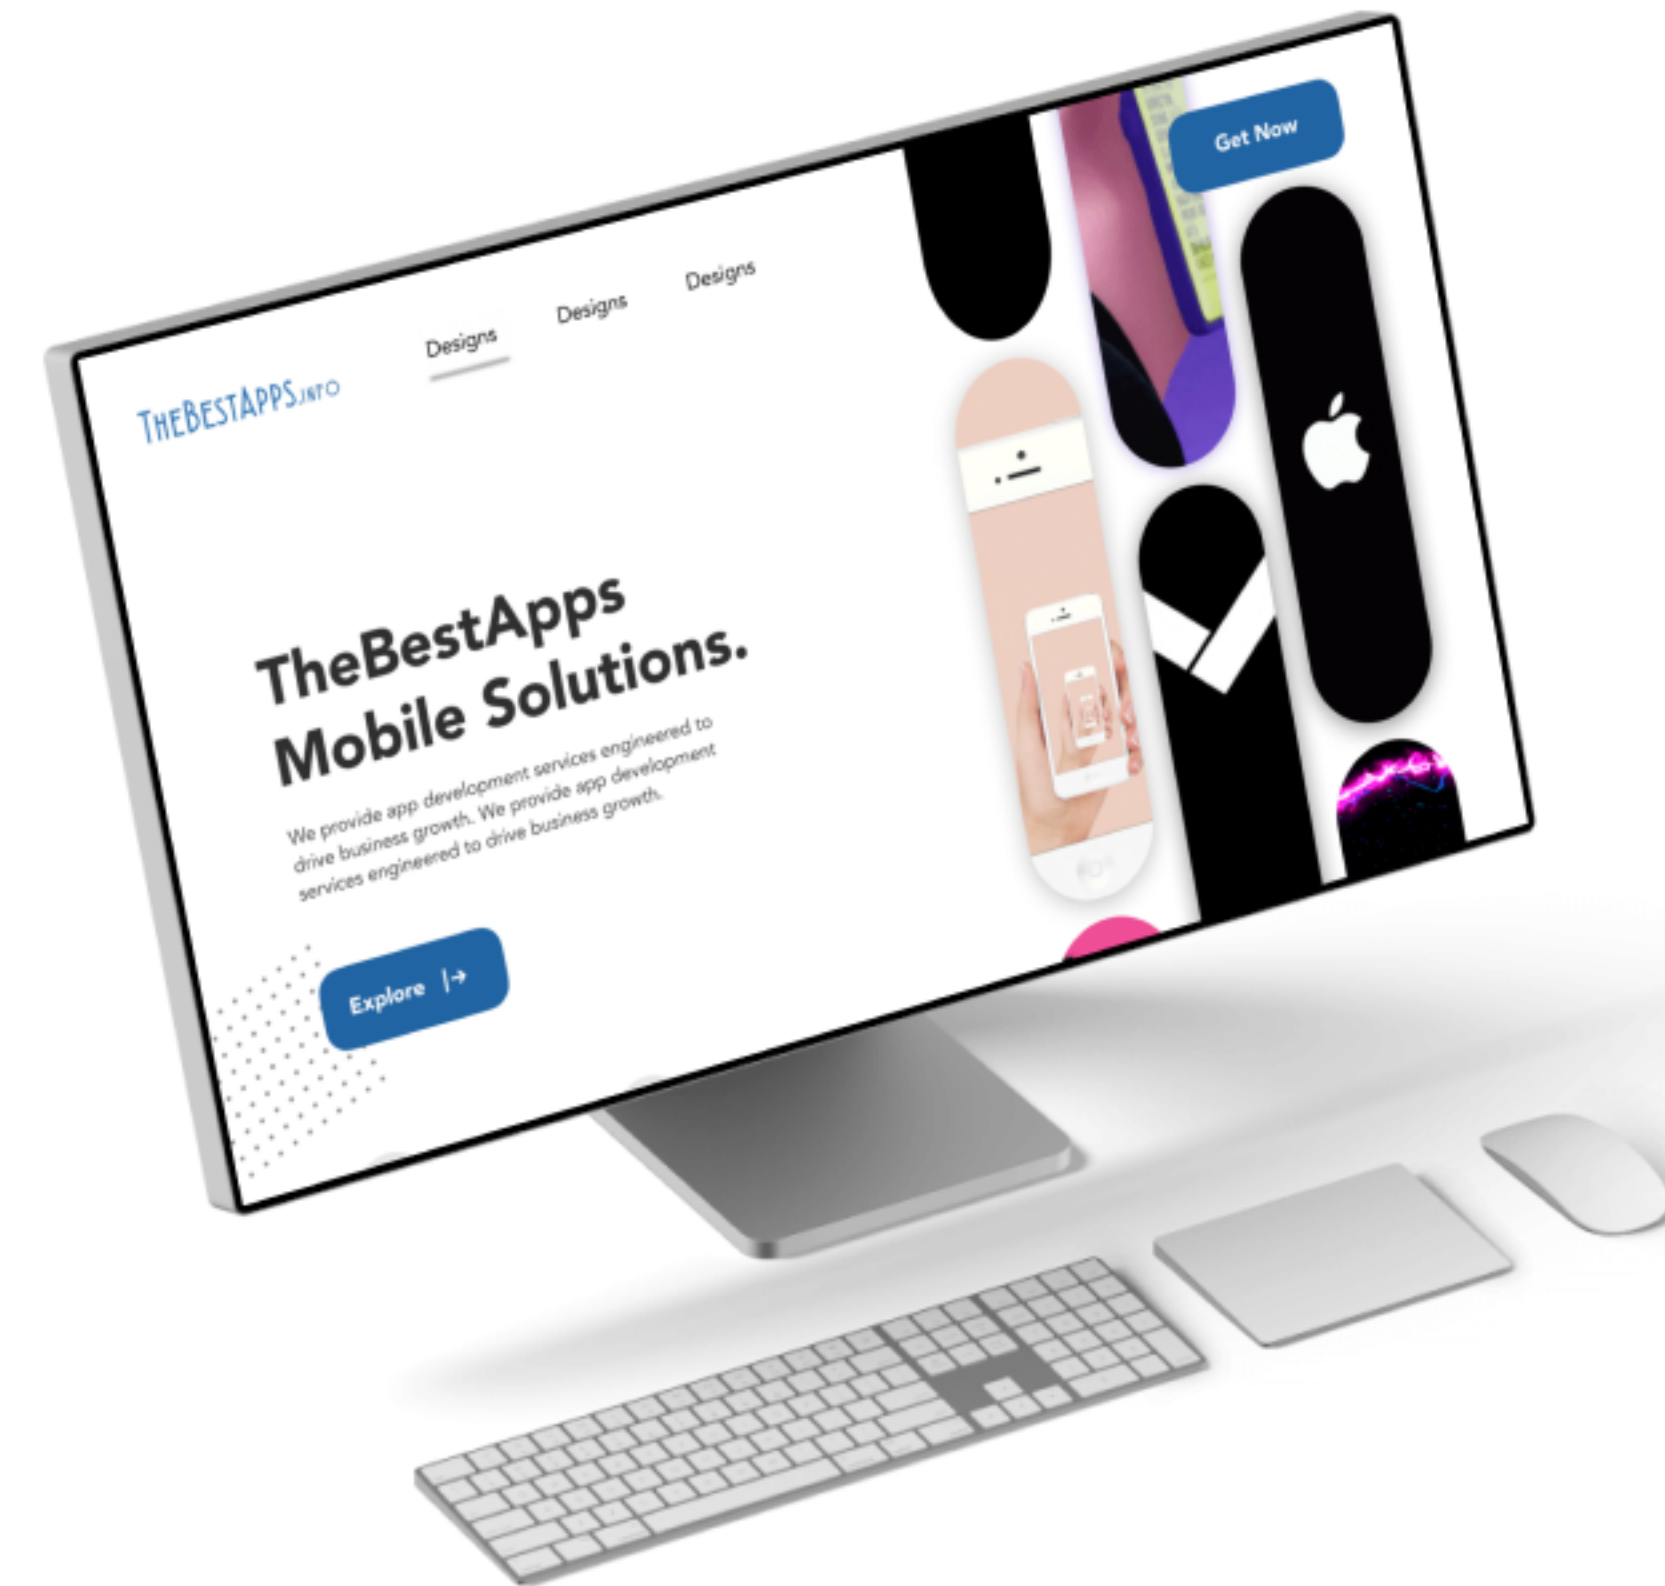 Get Now
Designs
Designs
Designs
THEBESTAPPS.INFO
TheBestApps
Mobile Solutions.
We provide app development services engineered to
drive business growth. We provide app development
services engineered to drive business growth.
Explore |→